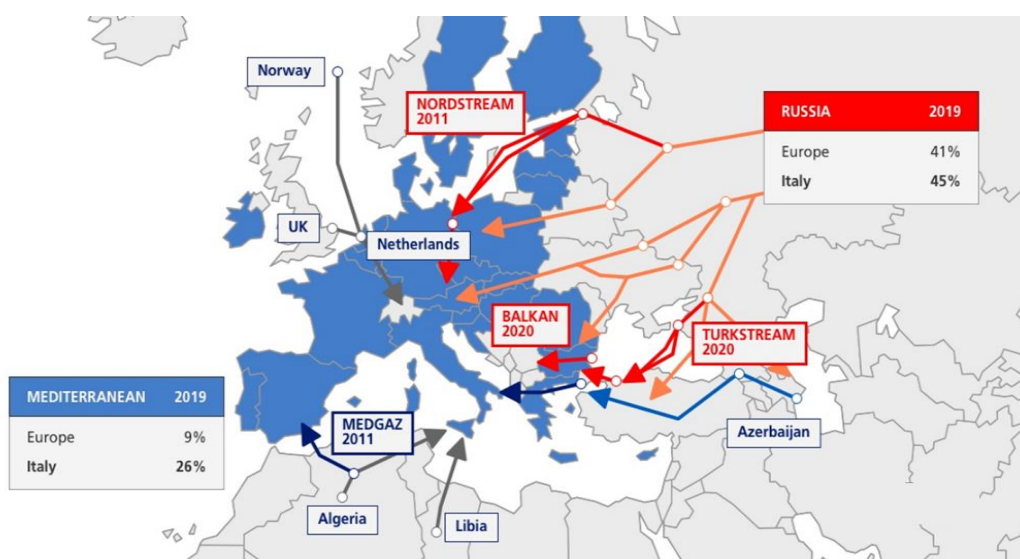 Norway
NORDSTREAM
2011
RUSSIA 2019
Europe 41%
Italy 45%
UK
Netherlands
BALKAN
2020
TURKSTREAM
2020
MEDITERRANEAN 2019
Europe 9%
Italy 26%
MEDGAZ
2011
Azerbaijan
Algeria
Libia